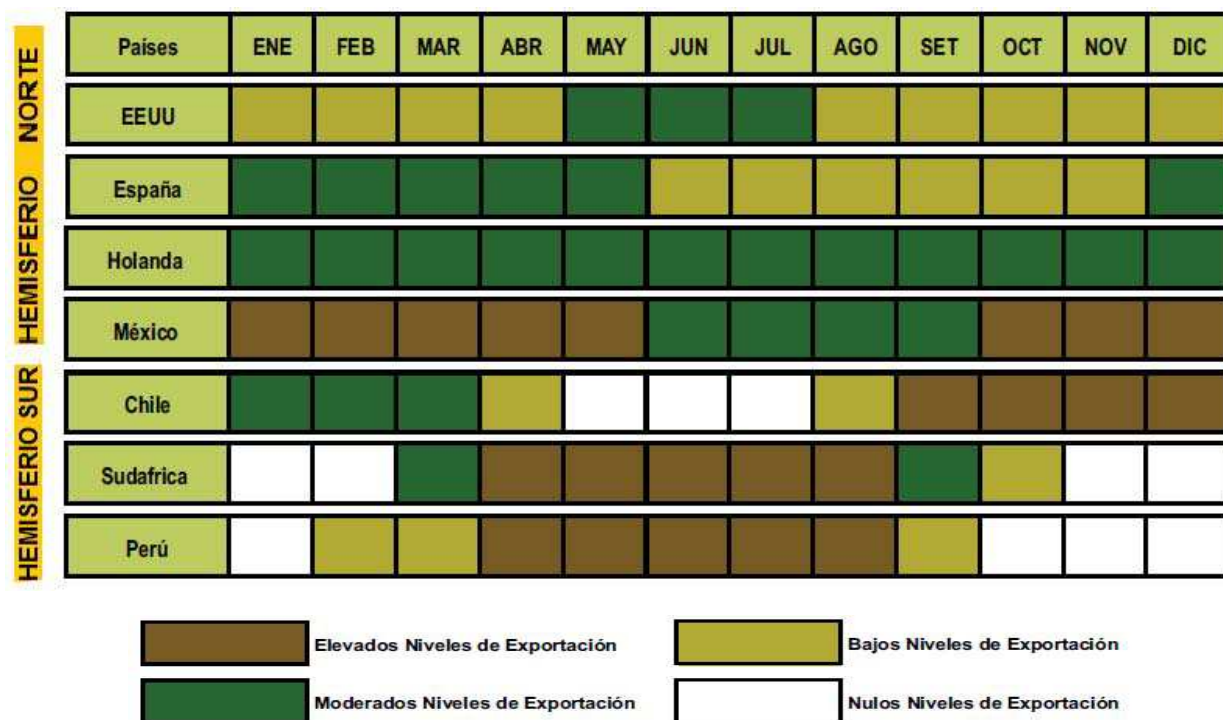 HEMISFERIO NORTE
Países ENE FEB MAR ABR MAY JUN JUL AGO SET OCT NOV DIC
EEUU
España
Holanda
México
HEMISFERIO SUR
Chile
Sudafrica
Perú
Elevados Niveles de Exportación
Bajos Niveles de Exportación
Moderados Niveles de Exportación
Nulos Niveles de Exportación